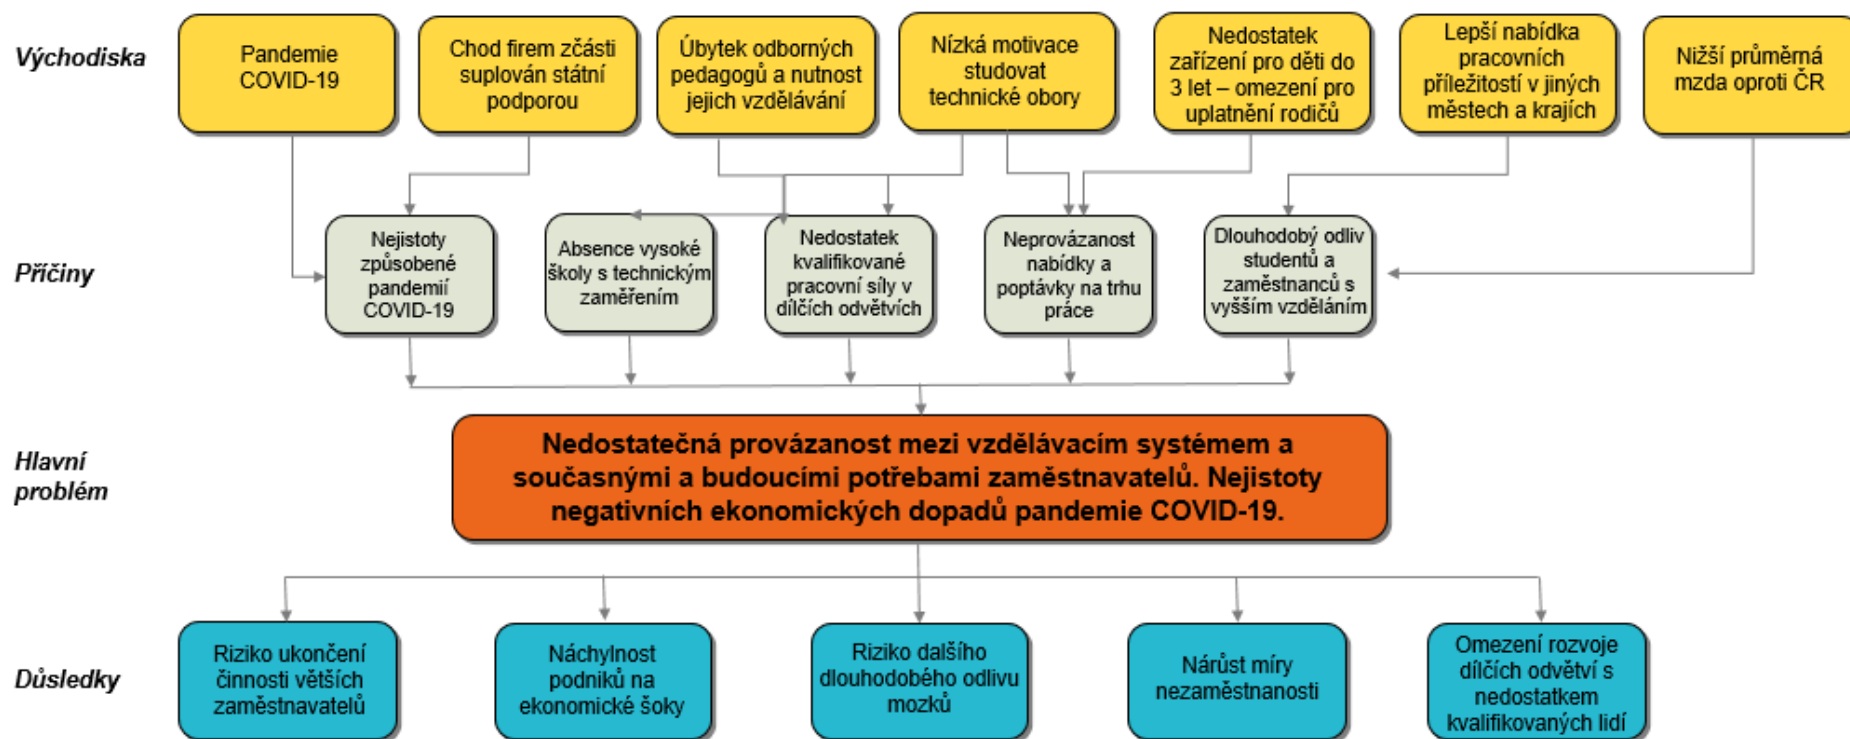 Východiska
Pandemie
COVID-19
Chod firem zčásti
suplován státní
podporou
Úbytek odborných
pedagogů a nutnost
jejich vzdělávání
Nízká motivace
studovat
technické obory
Nedostatek
zařízení pro děti do
3 let – omezení pro
uplatnění rodičů
Lepší nabídka
pracovních
příležitostí v jiných
městech a krajích
Nižší průměrná
mzda oproti ČR
Příčiny
Nejistoty
způsobené
pandemií
COVID-19
Absence vysoké
školy s technickým
zaměřením
Nedostatek
kvalifikované
pracovní síly v
dílčích odvětvích
Neprovázanost
nabídky a
poptávky na trhu
práce
Dlouhodobý odliv
studentů a
zaměstnanců s
vyšším vzděláním
Hlavní
problém
Nedostatečná provázanost mezi vzdělávacím systémem a
současnými a budoucími potřebami zaměstnavatelů. Nejistoty
negativních ekonomických dopadů pandemie COVID-19.
Důsledky
Riziko ukončení
činnosti větších
zaměstnavatelů
Náchylnost
podniků na
ekonomické šoky
Riziko dalšího
dlouhodobého odlivu
mozků
Nárůst míry
nezaměstnanosti
Omezení rozvoje
dílčích odvětví s
nedostatkem
kvalifikovaných lidí